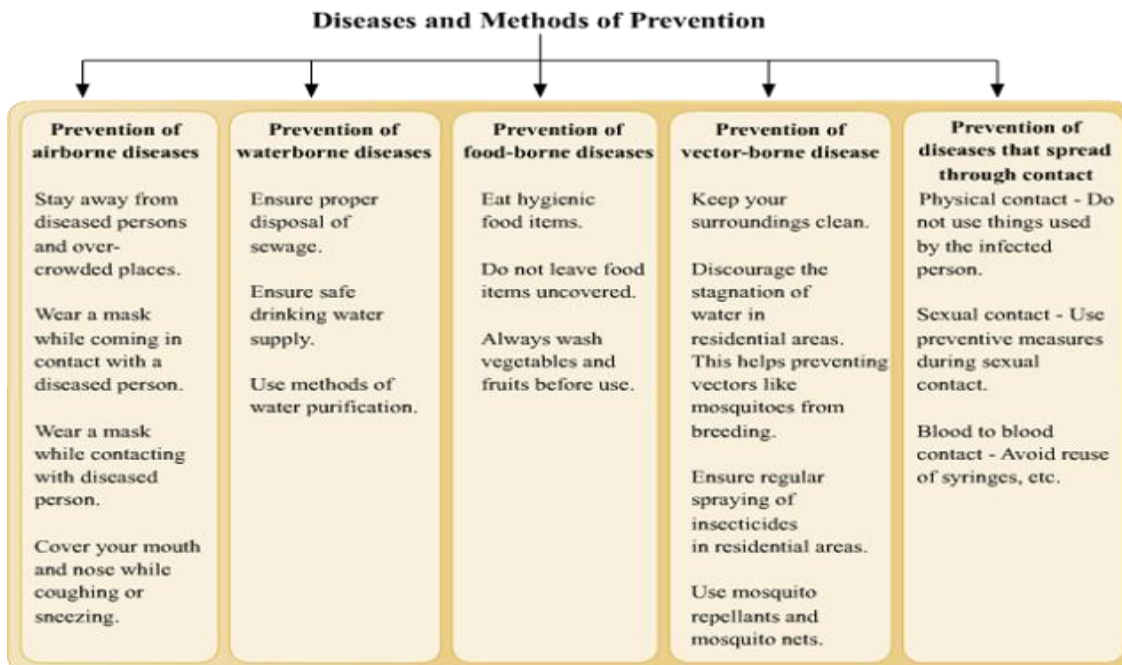 Diseases and Methods of Prevention
Prevention of
airborne diseases
Stay away from
diseased persons
and over-
crowded places.
Wear a mask
while coming in
contact with a
diseased person.
Wear a mask
while contacting
with diseased
person.
Cover your mouth
and nose while
coughing or
sneezing.
Prevention of
waterborne diseases
Ensure proper
disposal of
sewage.
Ensure safe
drinking water
supply.
Use methods of
water purification.
Prevention of
food-borne diseases
Eat hygienic
food items.
Do not leave food
items uncovered.
Always wash
vegetables and
fruits before use.
Prevention of
vector-borne disease
Keep your
surroundings clean.
Discourage the
stagnation of
water in
residential areas.
This helps preventing
vectors like
mosquitoes from
breeding.
Ensure regular
spraying of
insecticides
in residential areas.
Use mosquito
repellants and
mosquito nets.
Prevention of
diseases that spread
through contact
Physical contact - Do
not use things used
by the infected
person.
Sexual contact - Use
preventive measures
during sexual
contact.
Blood to blood
contact - Avoid reuse
of syringes, etc.